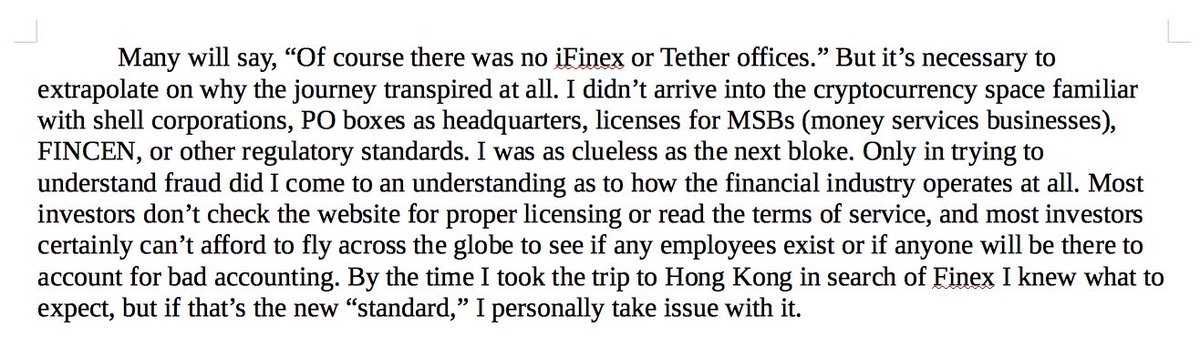 Many will say, “Of course there was no iFinex or Tether offices.” But it’s necessary to
extrapolate on why the journey transpired at all. I didn’t arrive into the cryptocurrency space familiar
with shell corporations, PO boxes as headquarters, licenses for MSBs (money services businesses),
FINCEN, or other regulatory standards. I was as clueless as the next bloke. Only in trying to
understand fraud did I come to an understanding as to how the financial industry operates at all. Most
investors don’t check the website for proper licensing or read the terms of service, and most investors
certainly can’t afford to fly across the globe to see if any employees exist or if anyone will be there to
account for bad accounting. By the time I took the trip to Hong Kong in search of Finex I knew what to
expect, but if that’s the new “standard,” I personally take issue with it.